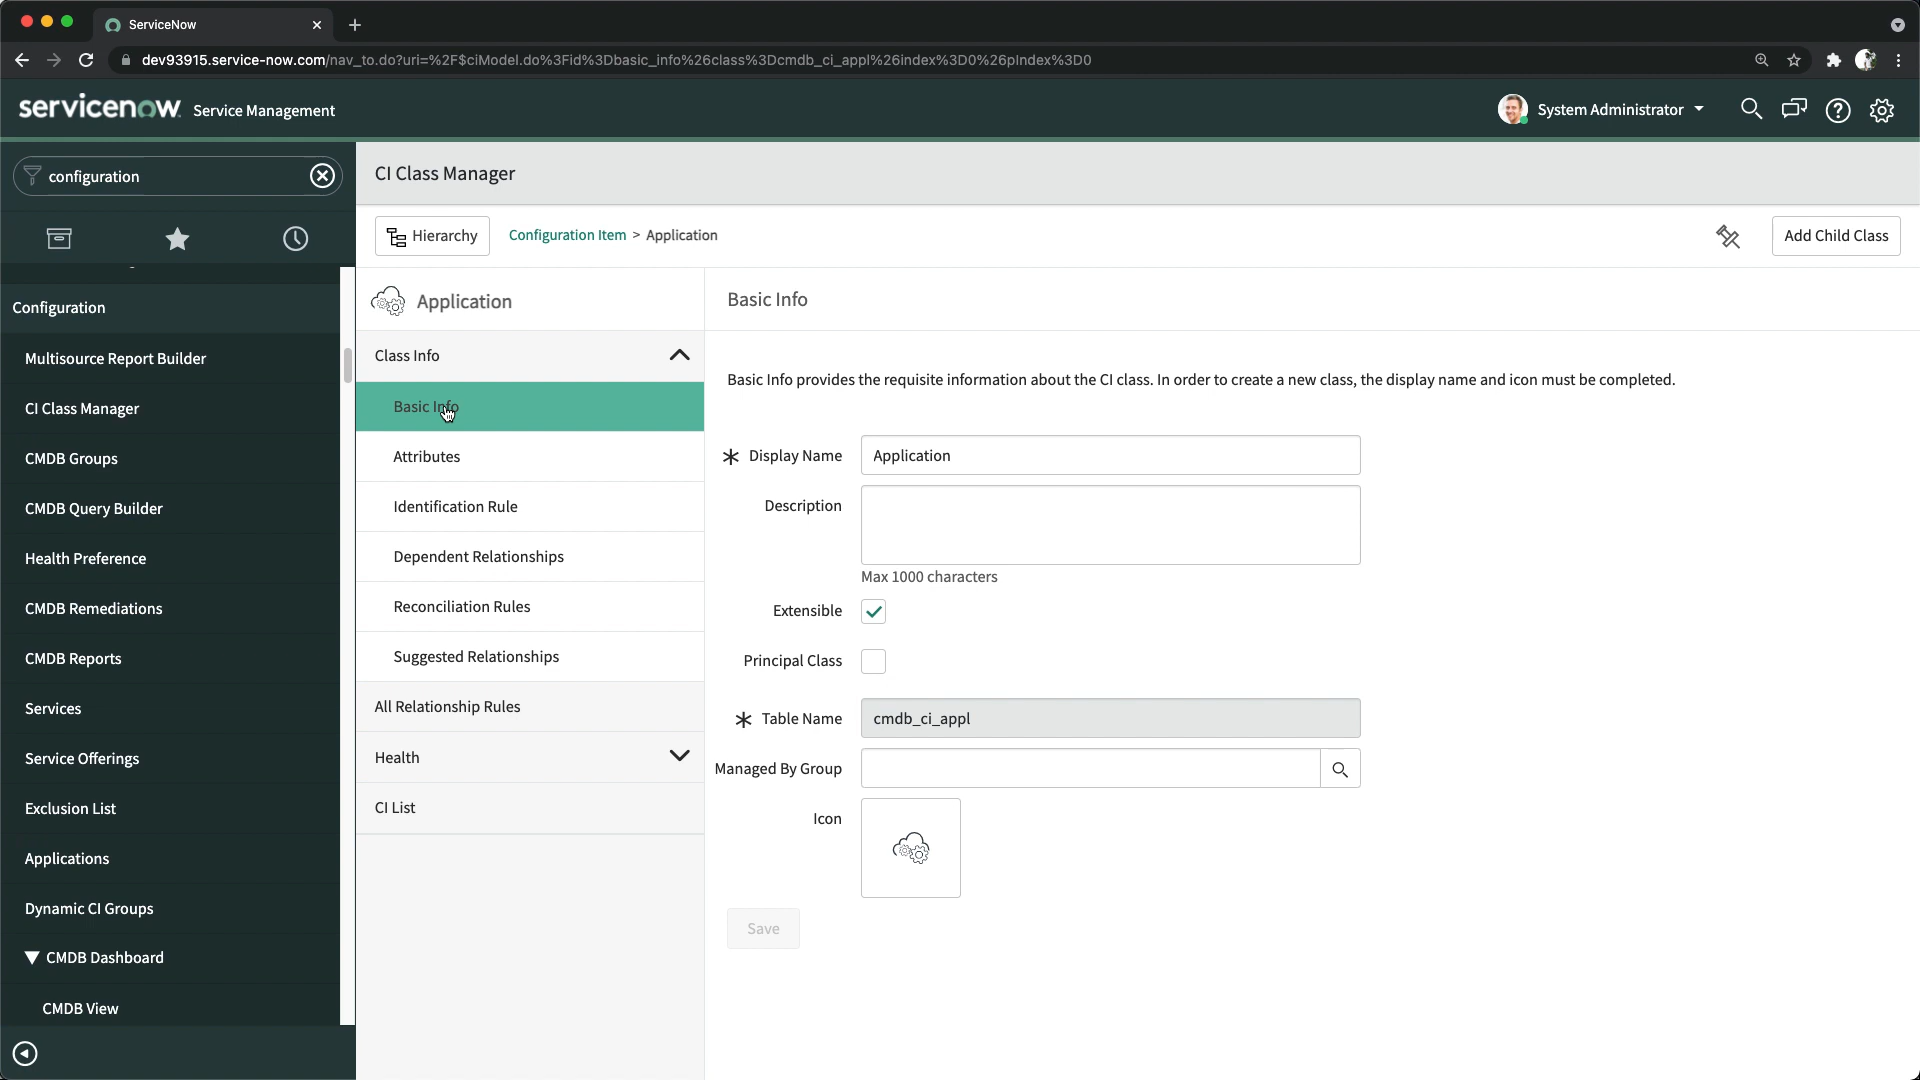 ServiceNow
dev93915.service-now.com/nav_to.do?uri=%2F$ciModel.do%3Fid%3Dbasic_info%26class%3Dcmdb_ci_appl%26index%3D0%26pIndex%3D0
servicenow Service Management
System Administrator
configuration
CI Class Manager
Hierarchy
Configuration Item > Application
Add Child Class
Configuration
Multisource Report Builder
CI Class Manager
CMDB Groups
CMDB Query Builder
Health Preference
CMDB Remediations
CMDB Reports
Services
Service Offerings
Exclusion List
Applications
Dynamic CI Groups
CMDB Dashboard
CMDB View
Application
Class Info
Basic Info
Attributes
Identification Rule
Dependent Relationships
Reconciliation Rules
Suggested Relationships
All Relationship Rules
Health
CI List
Basic Info
Basic Info provides the requisite information about the CI class. In order to create a new class, the display name and icon must be completed.
Display Name Application
Description
Max 1000 characters
Extensible
Principal Class
Table Name cmdb_ci_appl
Managed By Group
Icon
Save